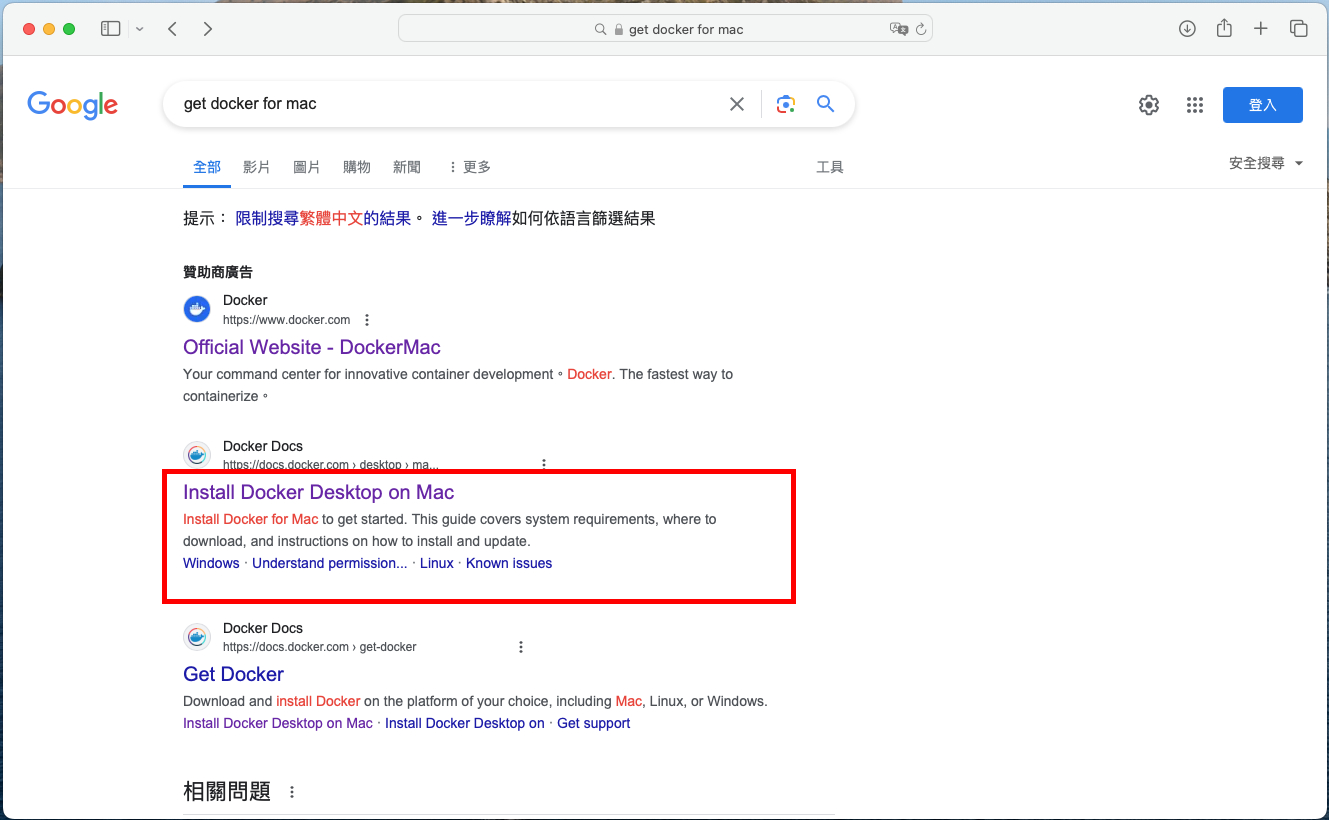 get docker for mac
Google
get docker for mac
登入
全部
影片
圖片
購物
新聞
更多
工具
安全搜尋
提示： 限制搜尋繁體中文的結果。 進一步瞭解如何依語言篩選結果
贊助商廣告
Docker
https://www.docker.com
Official Website - DockerMac
Your command center for innovative container development。Docker. The fastest way to
containerize。
Docker Docs
https://docs.docker.com › desktop › ma...
Install Docker Desktop on Mac
Install Docker for Mac to get started. This guide covers system requirements, where to
download, and instructions on how to install and update.
Windows · Understand permission... · Linux · Known issues
Docker Docs
https://docs.docker.com › get-docker
Get Docker
Download and install Docker on the platform of your choice, including Mac, Linux, or Windows.
Install Docker Desktop on Mac · Install Docker Desktop on · Get support
相關問題